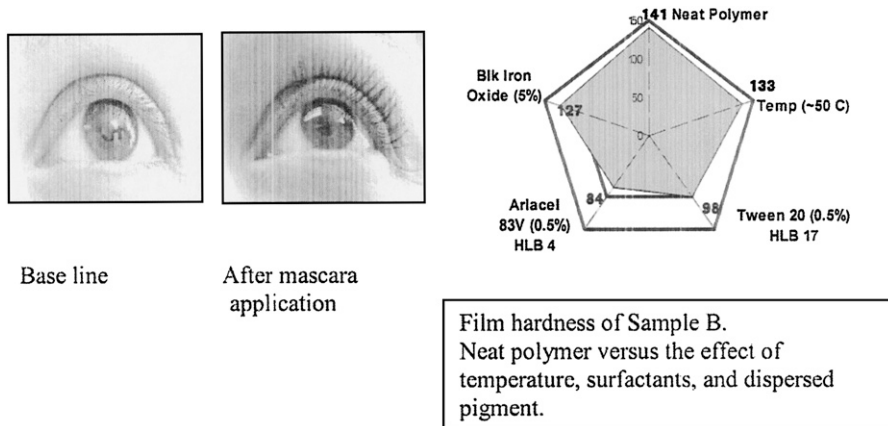 150
141 Neat Polymer
100
50
0
133
Temp (~50 C)
Blk Iron
Oxide (5%)
127
Arlacel
83V (0.5%)
HLB 4
84
98
Tween 20 (0.5%)
HLB 17
Base line
After mascara
application
Film hardness of Sample B.
Neat polymer versus the effect of
temperature, surfactants, and dispersed
pigment.